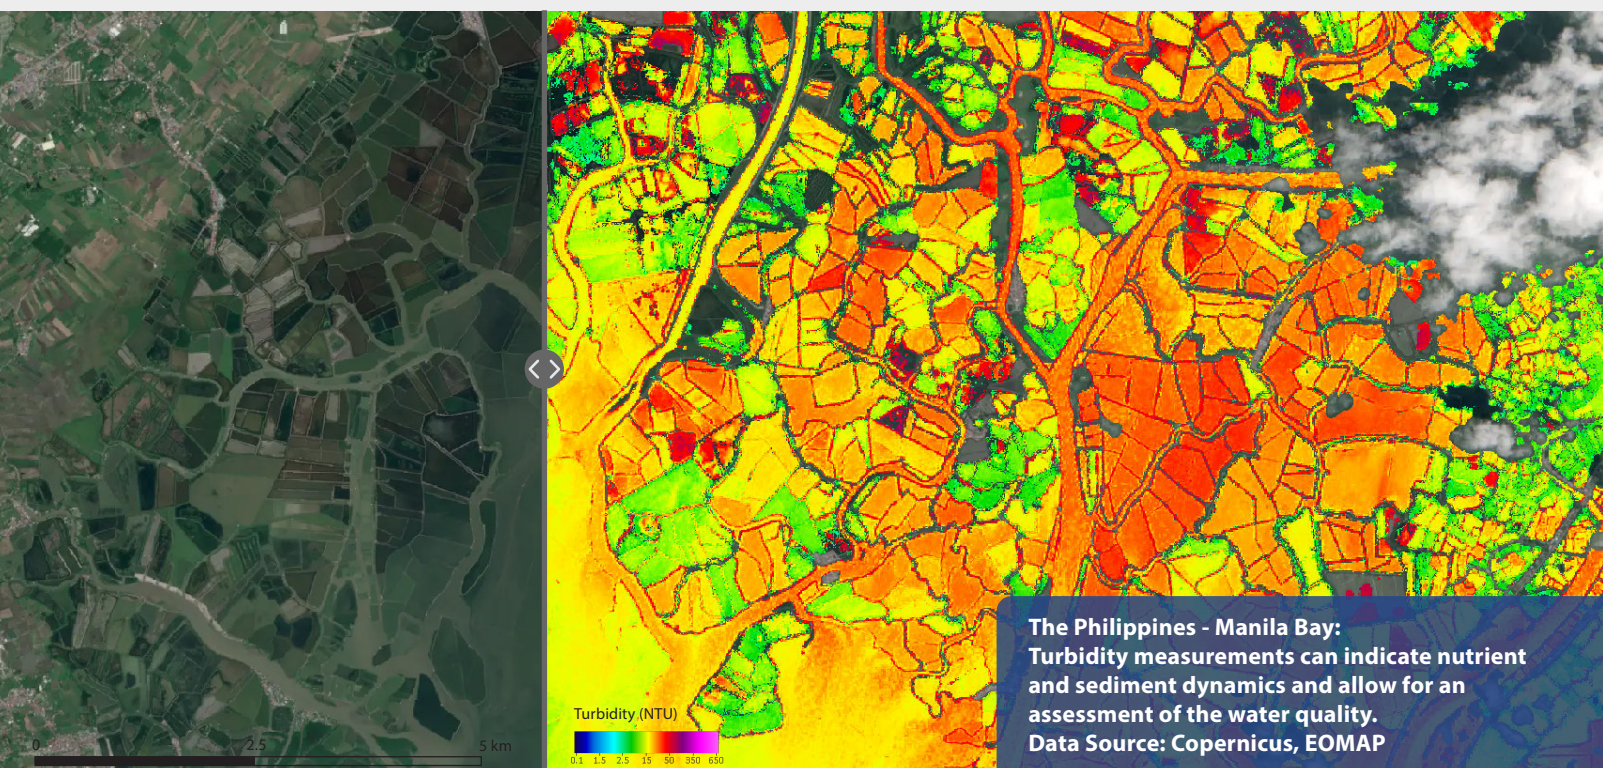 The Philippines - Manila Bay:
Turbidity measurements can indicate nutrient
and sediment dynamics and allow for an
assessment of the water quality.
Data Source: Copernicus, EOMAP
Turbidity (NTU)
0.1 1.5 2.5 15 50 350 650
0 2.5 5 km